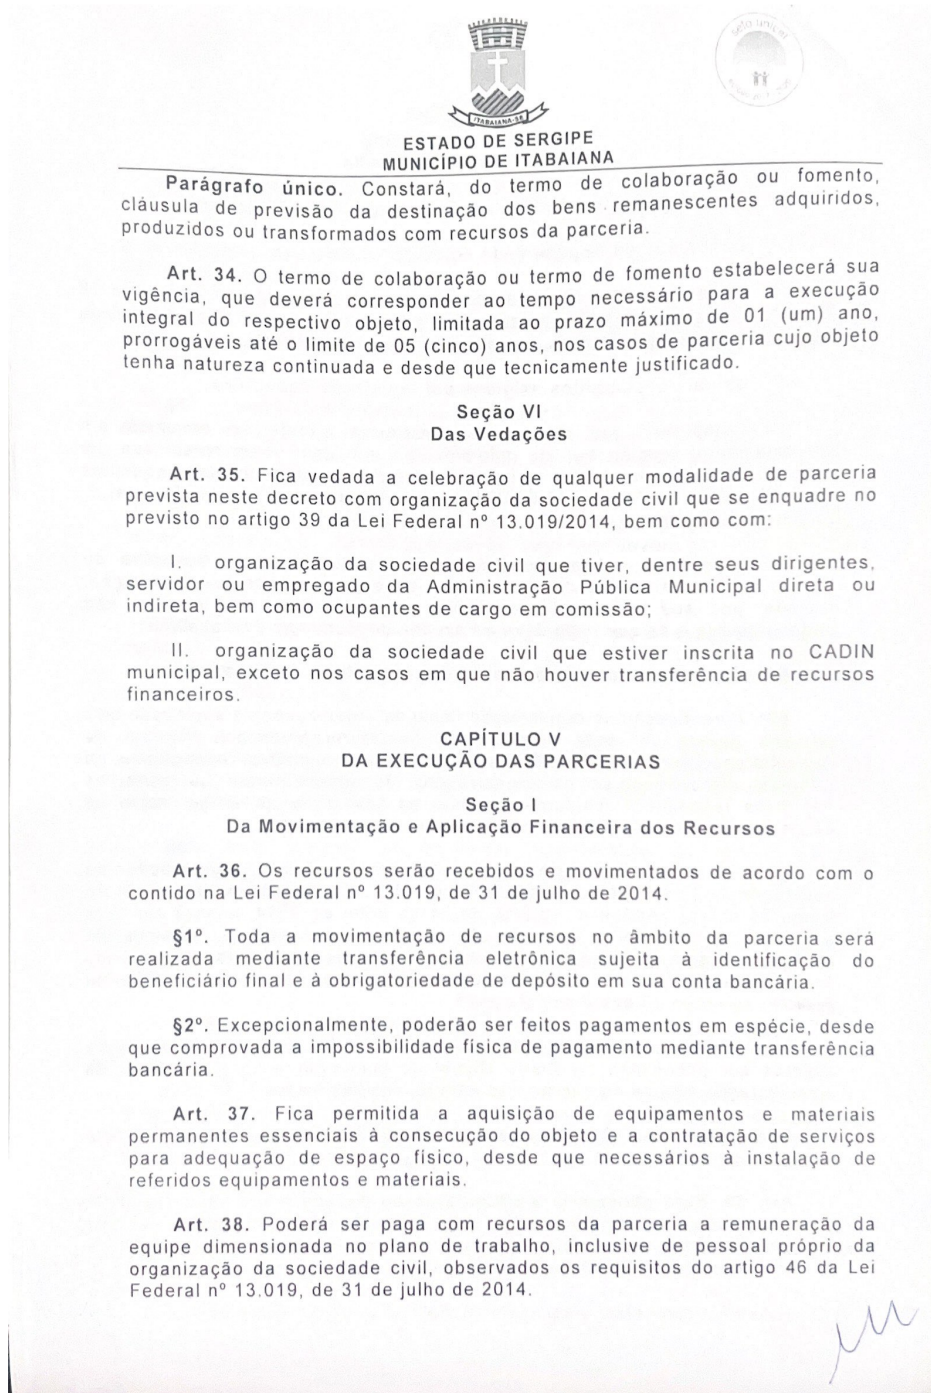 ITABAIANA-SE
ESTADO DE SERGIPE
MUNICÍPIO DE ITABAIANA
Parágrafo único. Constará, do termo de colaboração ou fomento,
cláusula de previsão da destinação dos bens remanescentes adquiridos,
produzidos ou transformados com recursos da parceria.
Art. 34. O termo de colaboração ou termo de fomento estabelecerá sua
vigência, que deverá corresponder ao tempo necessário para a execução
integral do respectivo objeto, limitada ao prazo máximo de 01 (um) ano,
prorrogáveis até o limite de 05 (cinco) anos, nos casos de parceria cujo objeto
tenha natureza continuada e desde que tecnicamente justificado.
Seção VI
Das Vedações
Art. 35. Fica vedada a celebração de qualquer modalidade de parceria
prevista neste decreto com organização da sociedade civil que se enquadre no
previsto no artigo 39 da Lei Federal nº 13.019/2014, bem como com:
I. organização da sociedade civil que tiver, dentre seus dirigentes,
servidor ou empregado da Administração Pública Municipal direta ou
indireta, bem como ocupantes de cargo em comissão;
II. organização da sociedade civil que estiver inscrita no CADIN
municipal, exceto nos casos em que não houver transferência de recursos
financeiros.
CAPÍTULO V
DA EXECUÇÃO DAS PARCERIAS
Seção I
Da Movimentação e Aplicação Financeira dos Recursos
Art. 36. Os recursos serão recebidos e movimentados de acordo com o
contido na Lei Federal nº 13.019, de 31 de julho de 2014.
§1º. Toda a movimentação de recursos no âmbito da parceria será
realizada mediante transferência eletrônica sujeita à identificação do
beneficiário final e à obrigatoriedade de depósito em sua conta bancária.
§2º. Excepcionalmente, poderão ser feitos pagamentos em espécie, desde
que comprovada a impossibilidade física de pagamento mediante transferência
bancária.
Art. 37. Fica permitida a aquisição de equipamentos e materiais
permanentes essenciais à consecução do objeto e a contratação de serviços
para adequação de espaço físico, desde que necessários à instalação de
referidos equipamentos e materiais.
Art. 38. Poderá ser paga com recursos da parceria a remuneração da
equipe dimensionada no plano de trabalho, inclusive de pessoal próprio da
organização da sociedade civil, observados os requisitos do artigo 46 da Lei
Federal nº 13.019, de 31 de julho de 2014.